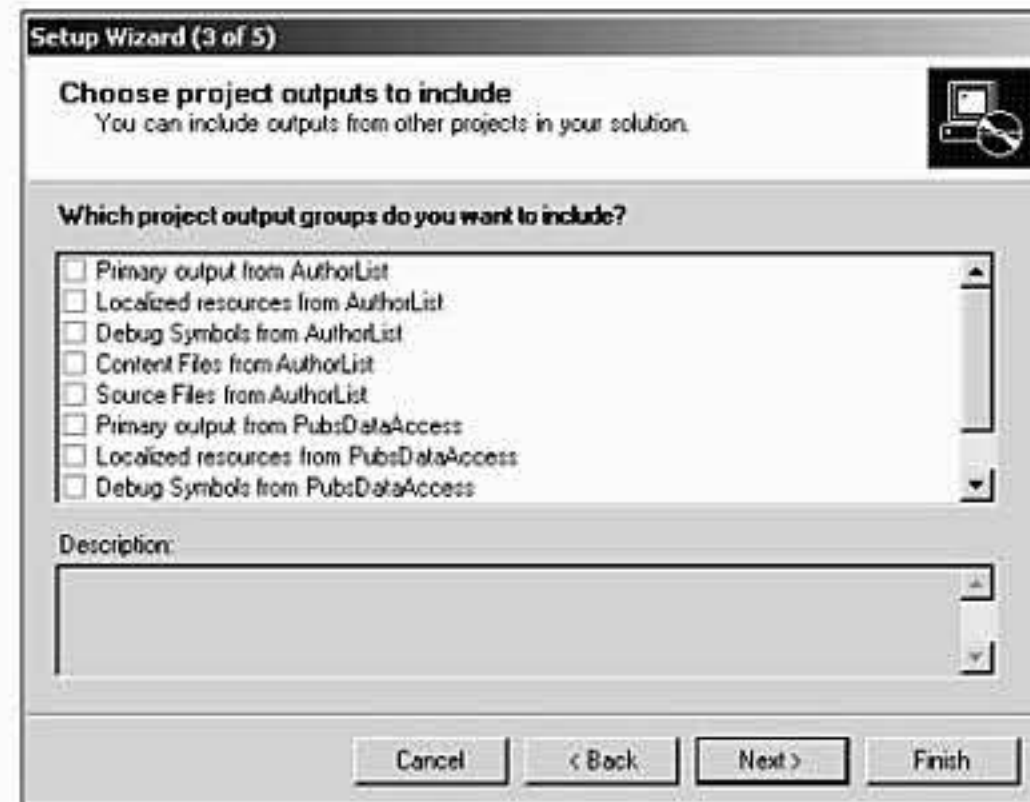 Setup Wizard (3 of 5)
Choose project outputs to include
You can include outputs from other projects in your solution.
Which project output groups do you want to include?
Primary output from AuthorList
Localized resources from AuthorList
Debug Symbols from AuthorList
Content Files from AuthorList
Source Files from AuthorList
Primary output from PubsDataAccess
Localized resources from PubsDataAccess
Debug Symbols from PubsDataAccess
Description:
Cancel
< Back
Next >
Finish